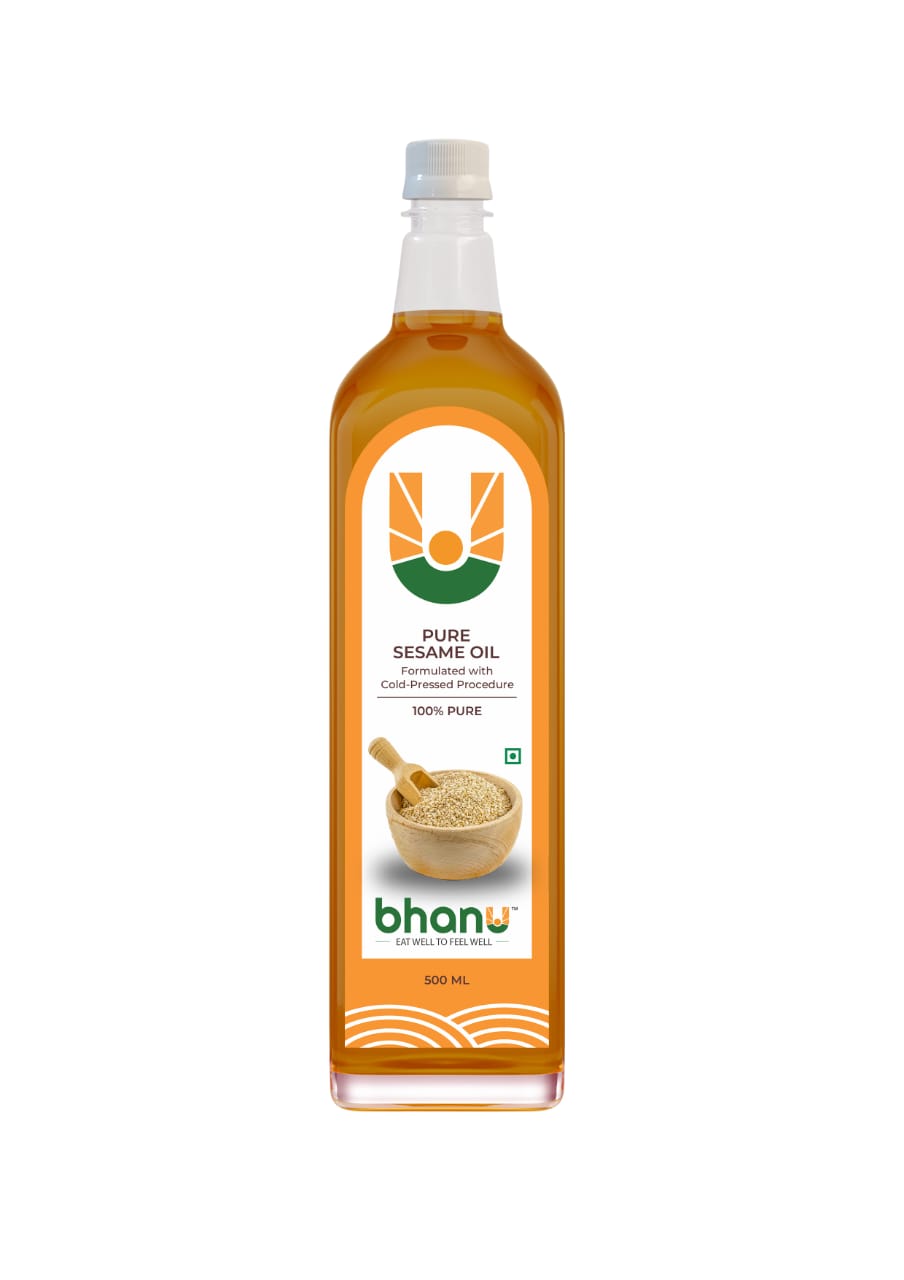 PURE
SESAME OIL
Formulated with
Cold-Pressed Procedure
100% PURE
bhanu™
EAT WELL TO FEEL WELL
500 ML